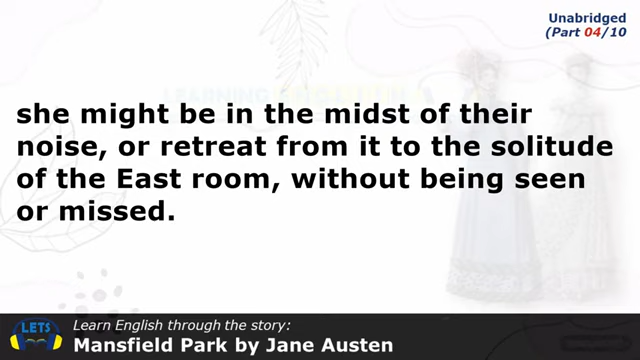 Unabridged
(Part 04/10
she might be in the midst of their
noise, or retreat from it to the solitude
of the East room, without being seen
or missed.
LETS
Learn English through the story:
Mansfield Park by Jane Austen